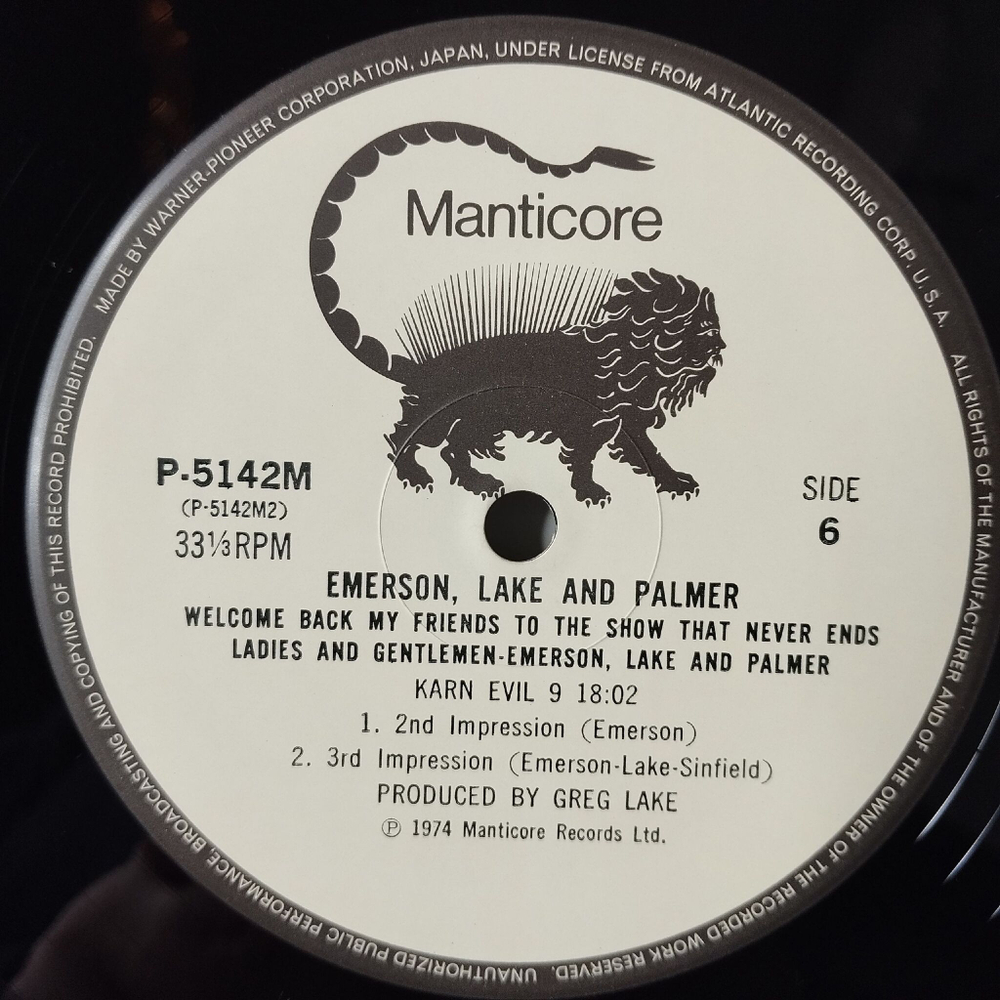 MADE BY WARNER-PIONEER CORPORATION, JAPAN, UNDER LICENSE FROM ATLANTIC RECORDING CORP. U.S.A.
ALL RIGHTS OF THE MANUFACTURER AND OF THE OWNER OF THE RECORDED WORK RESERVED.
UNAUTHORIZED PUBLIC PERFORMANCE, BROADCASTING AND COPYING OF THIS RECORD PROHIBITED.
Manticore
P-5142M
(P-5142M2)
33⅓RPM
SIDE
6
EMERSON, LAKE AND PALMER
WELCOME BACK MY FRIENDS TO THE SHOW THAT NEVER ENDS
LADIES AND GENTLEMEN-EMERSON, LAKE AND PALMER
KARN EVIL 9 18:02
1. 2nd Impression (Emerson)
2. 3rd Impression (Emerson-Lake-Sinfield)
PRODUCED BY GREG LAKE
℗ 1974 Manticore Records Ltd.